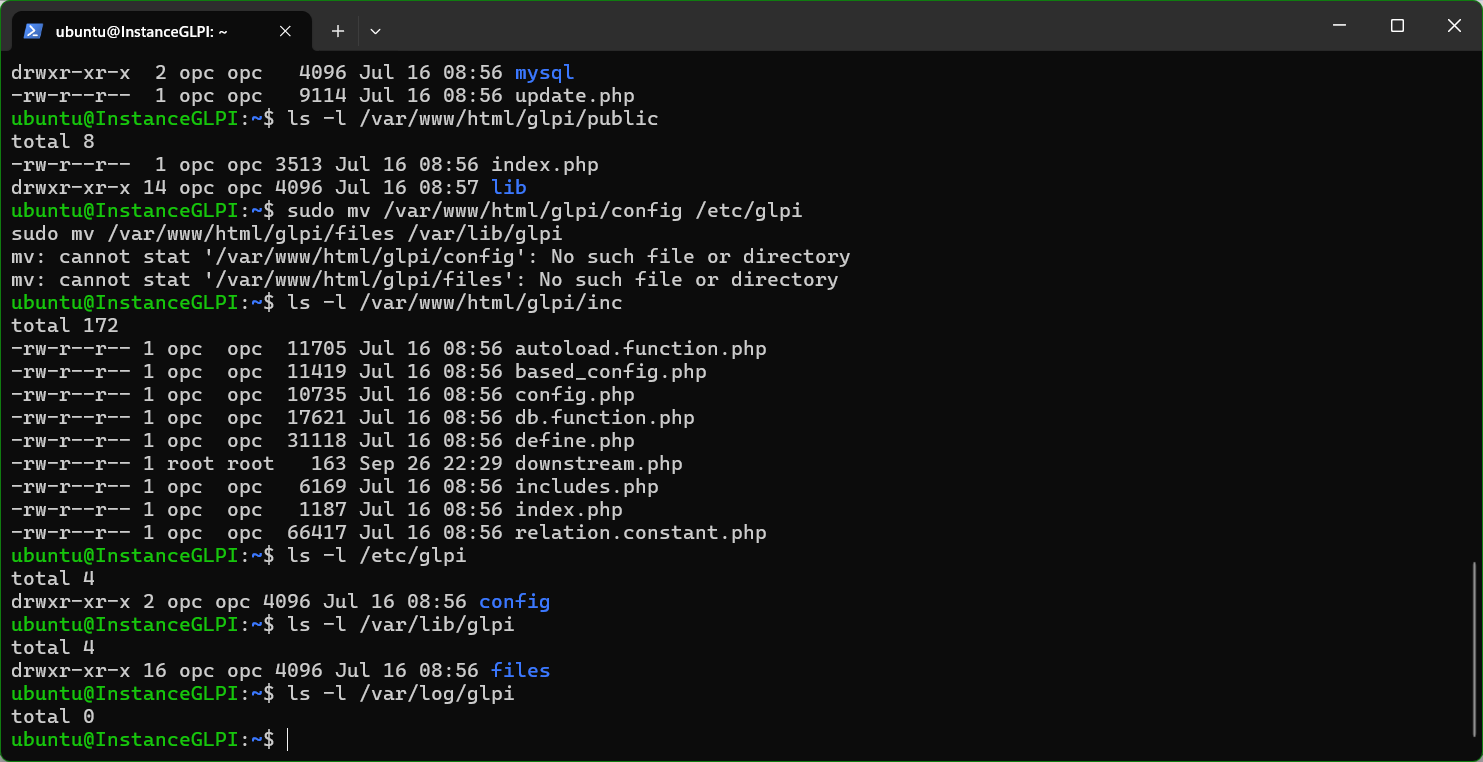 ubuntu@InstanceGLPI: ~
drwxr-xr-x  2 opc opc   4096 Jul 16 08:56 mysql
-rw-r--r--  1 opc opc   9114 Jul 16 08:56 update.php
ubuntu@InstanceGLPI:~$ ls -l /var/www/html/glpi/public
total 8
-rw-r--r--  1 opc opc 3513 Jul 16 08:56 index.php
drwxr-xr-x 14 opc opc 4096 Jul 16 08:57 lib
ubuntu@InstanceGLPI:~$ sudo mv /var/www/html/glpi/config /etc/glpi
sudo mv /var/www/html/glpi/files /var/lib/glpi
mv: cannot stat '/var/www/html/glpi/config': No such file or directory
mv: cannot stat '/var/www/html/glpi/files': No such file or directory
ubuntu@InstanceGLPI:~$ ls -l /var/www/html/glpi/inc
total 172
-rw-r--r-- 1 opc  opc  11705 Jul 16 08:56 autoload.function.php
-rw-r--r-- 1 opc  opc  11419 Jul 16 08:56 based_config.php
-rw-r--r-- 1 opc  opc  10735 Jul 16 08:56 config.php
-rw-r--r-- 1 opc  opc  17621 Jul 16 08:56 db.function.php
-rw-r--r-- 1 opc  opc  31118 Jul 16 08:56 define.php
-rw-r--r-- 1 root root   163 Sep 26 22:29 downstream.php
-rw-r--r-- 1 opc  opc   6169 Jul 16 08:56 includes.php
-rw-r--r-- 1 opc  opc   1187 Jul 16 08:56 index.php
-rw-r--r-- 1 opc  opc  66417 Jul 16 08:56 relation.constant.php
ubuntu@InstanceGLPI:~$ ls -l /etc/glpi
total 4
drwxr-xr-x 2 opc opc 4096 Jul 16 08:56 config
ubuntu@InstanceGLPI:~$ ls -l /var/lib/glpi
total 4
drwxr-xr-x 16 opc opc 4096 Jul 16 08:56 files
ubuntu@InstanceGLPI:~$ ls -l /var/log/glpi
total 0
ubuntu@InstanceGLPI:~$